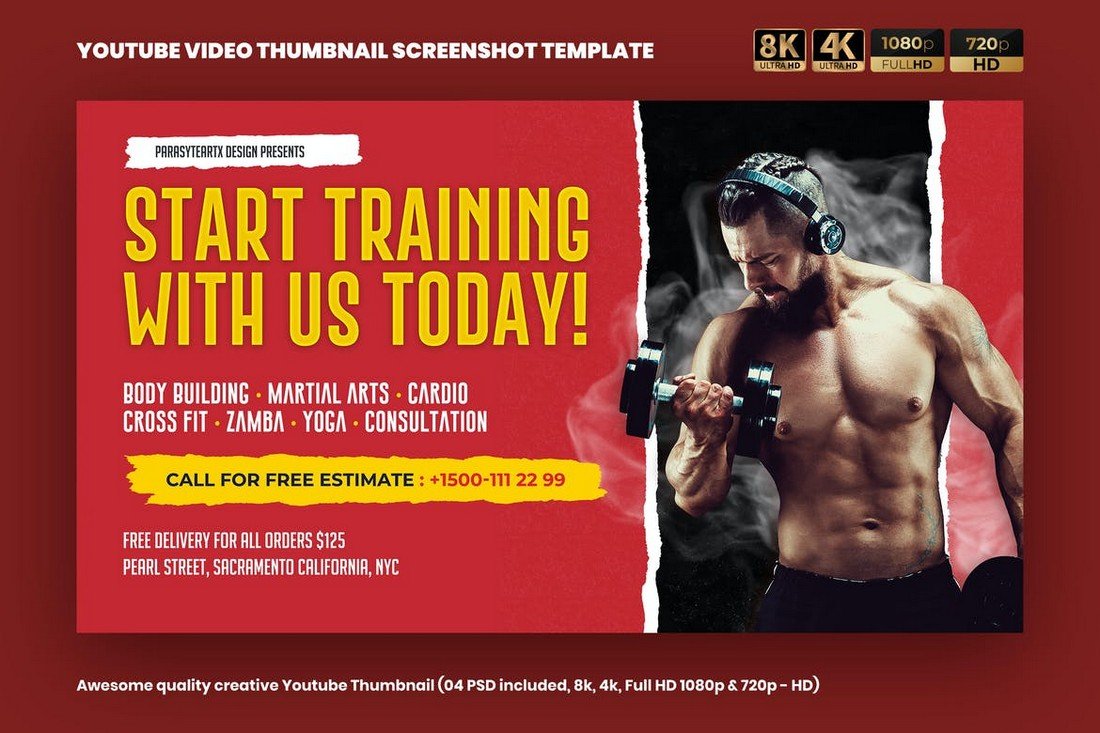 YOUTUBE VIDEO THUMBNAIL SCREENSHOT TEMPLATE
8K ULTRA HD
4K ULTRA HD
1080p FULLHD
720p HD
PARASYTEARTX DESIGN PRESENTS
START TRAINING
WITH US TODAY!
BODY BUILDING • MARTIAL ARTS • CARDIO
CROSS FIT • ZAMBA • YOGA • CONSULTATION
CALL FOR FREE ESTIMATE : +1500-111 22 99
FREE DELIVERY FOR ALL ORDERS $125
PEARL STREET, SACRAMENTO CALIFORNIA, NYC
Awesome quality creative Youtube Thumbnail (04 PSD included, 8k, 4k, Full HD 1080p & 720p - HD)